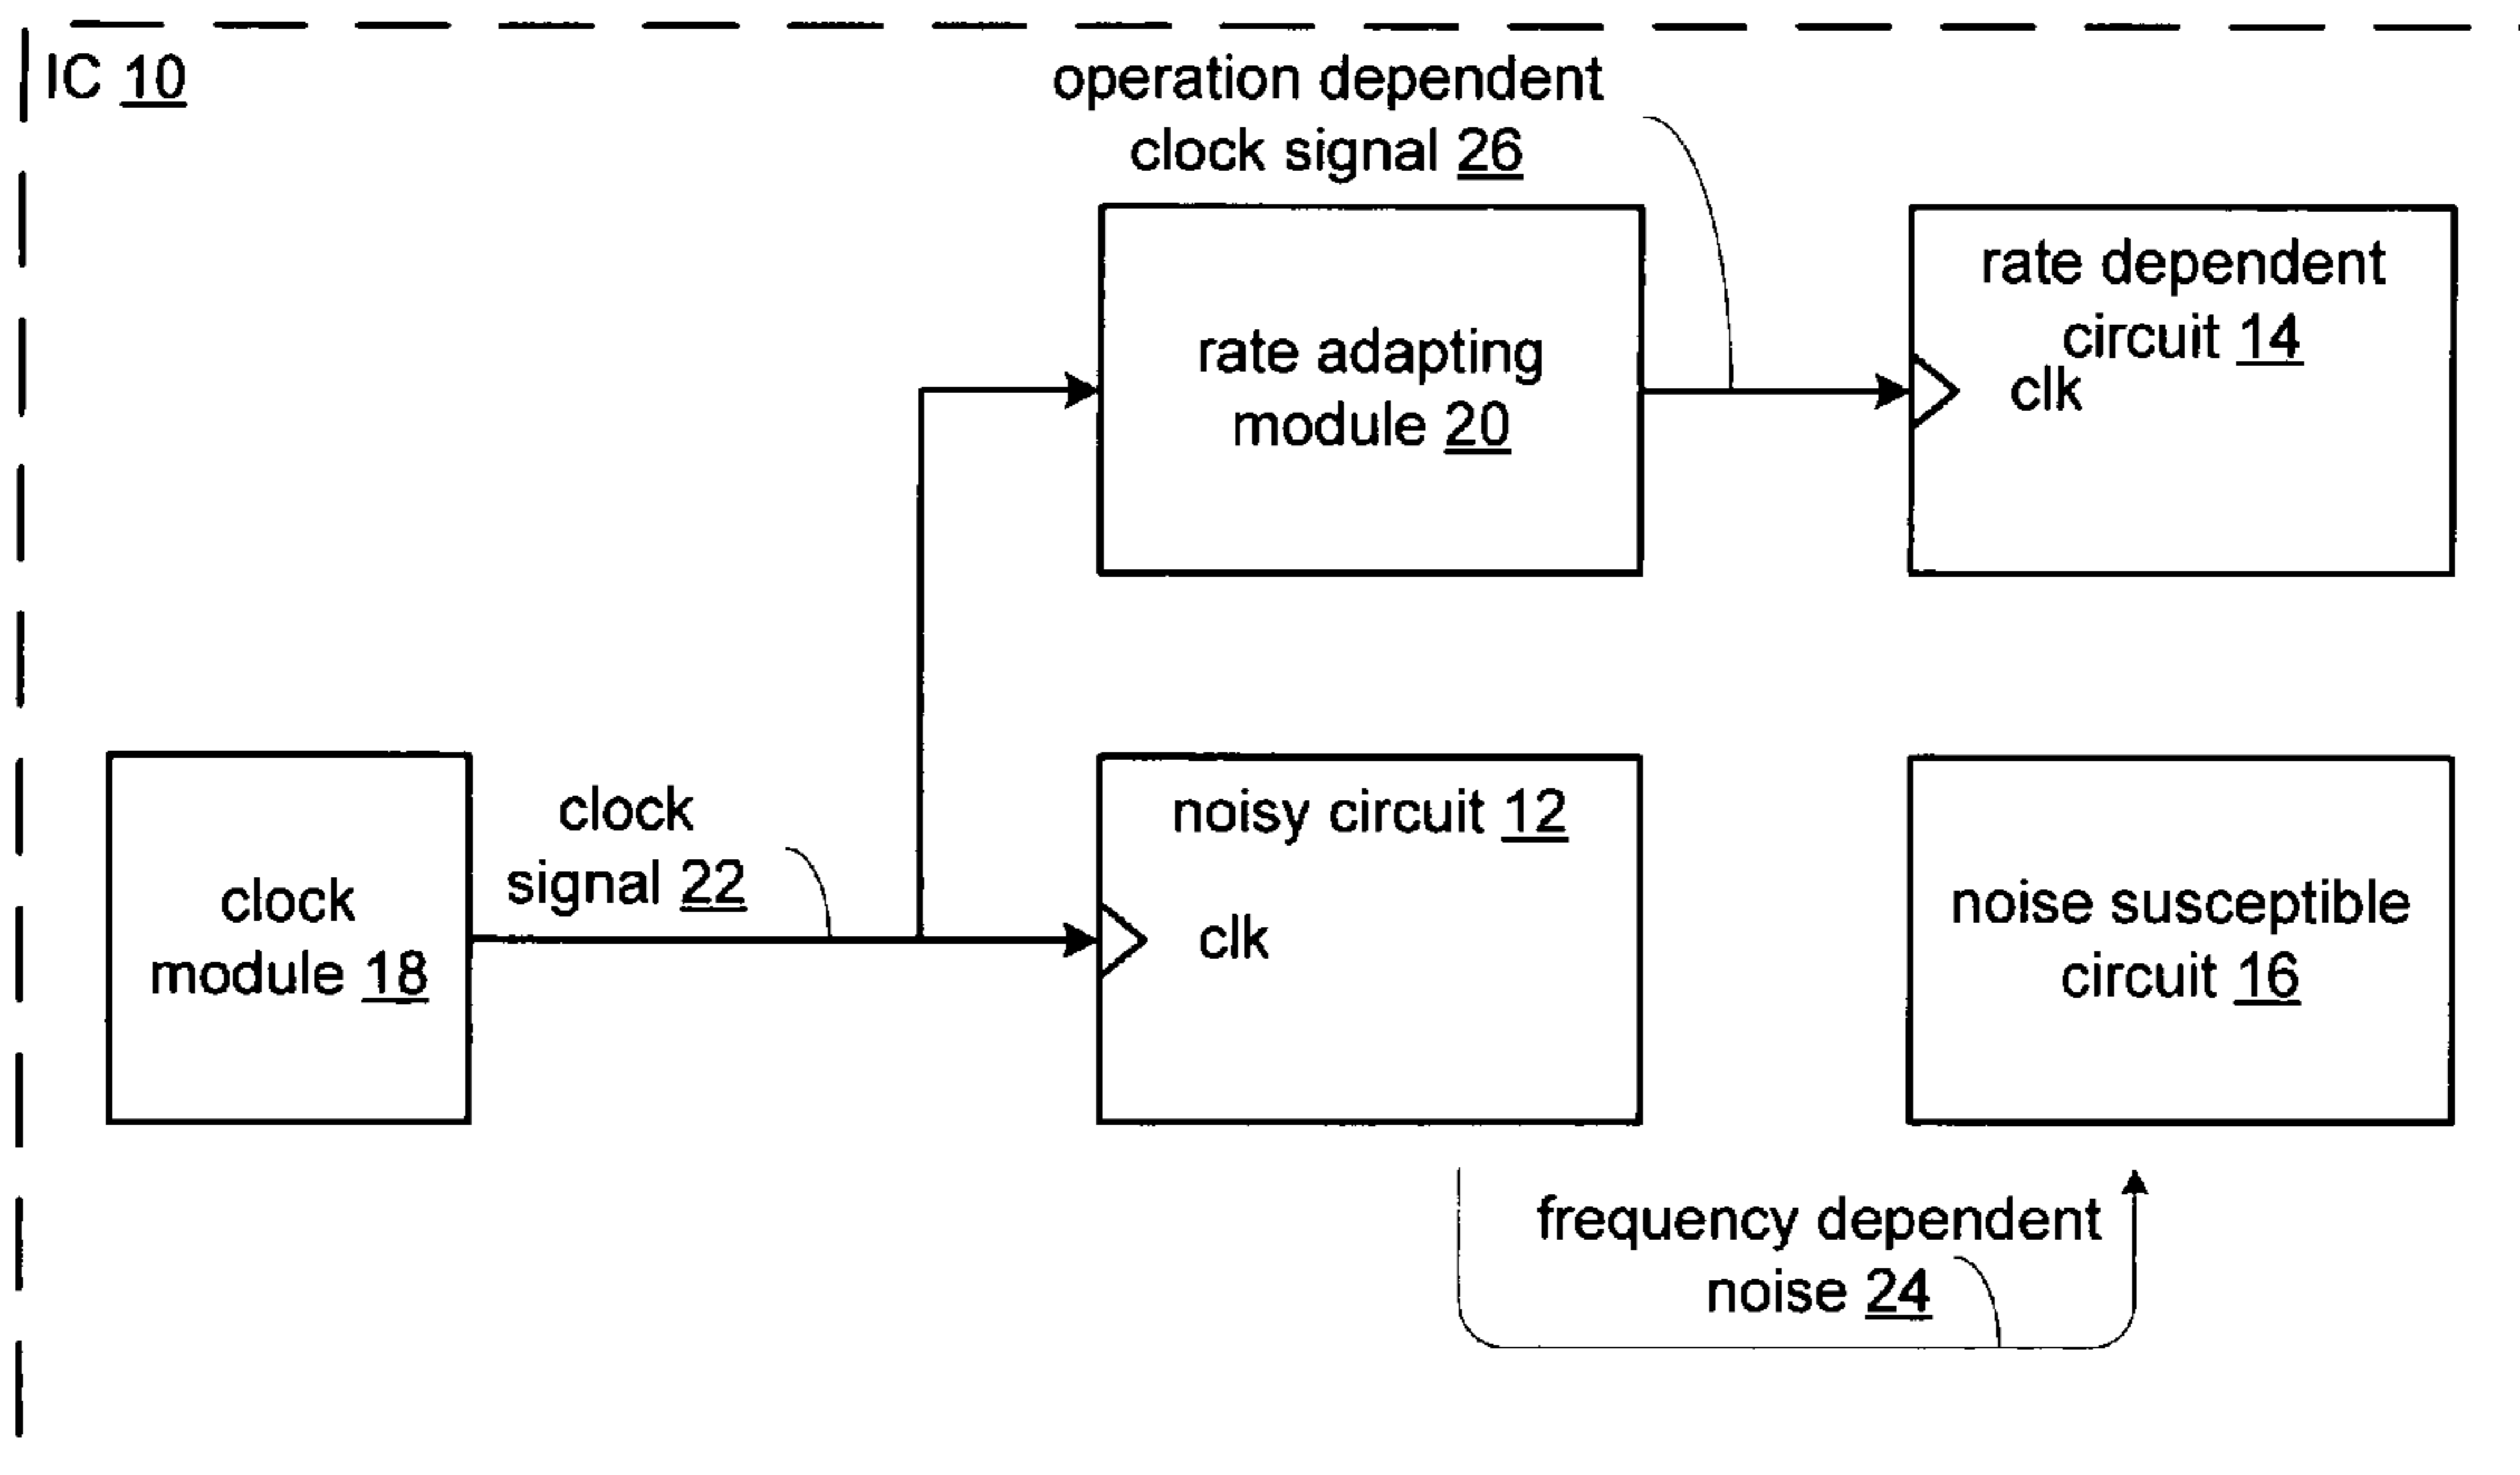 IC 10
operation dependent
clock signal 26
rate adapting
module 20
rate dependent
circuit 14
clk
clock
signal 22
clock
module 18
noisy circuit 12
clk
noise susceptible
circuit 16
frequency dependent
noise 24